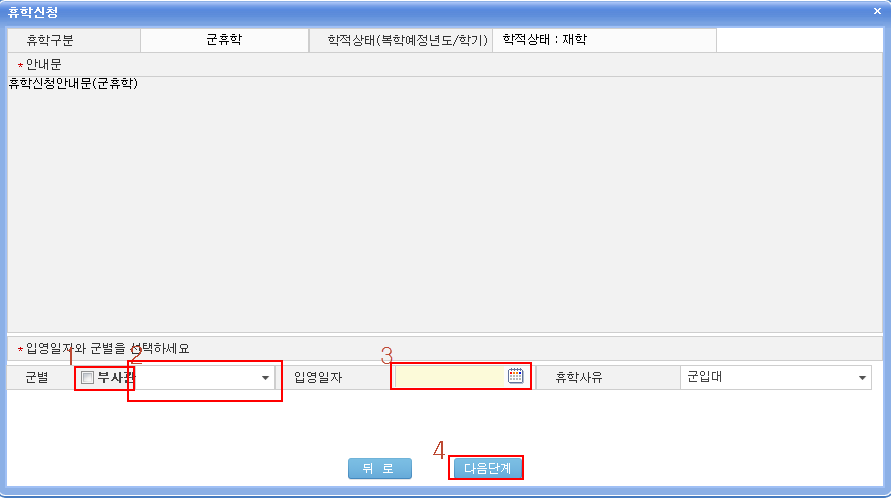 휴학신청 ×
휴학구분 군휴학 학적상태(복학예정년도/학기) 학적상태 : 재학
* 안내문
휴학신청안내문(군휴학)
* 입영일자와 군별을 선택하세요
1 2 3
군별 부사관 입영일자 휴학사유 군입대
4
뒤 로 다음단계